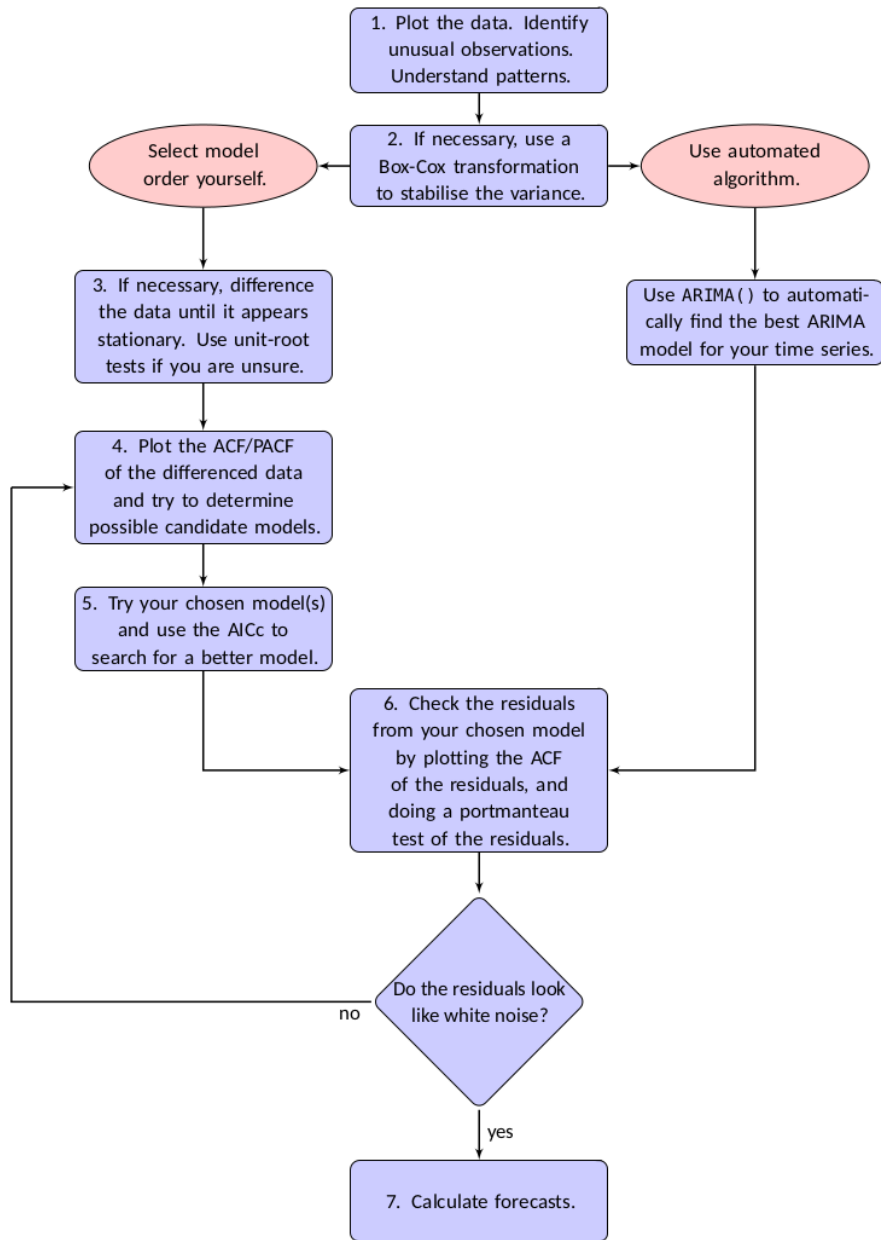 1. Plot the data. Identify
unusual observations.
Understand patterns.
2. If necessary, use a
Box-Cox transformation
to stabilise the variance.
Select model
order yourself.
Use automated
algorithm.
3. If necessary, difference
the data until it appears
stationary. Use unit-root
tests if you are unsure.
Use ARIMA() to automati-
cally find the best ARIMA
model for your time series.
4. Plot the ACF/PACF
of the differenced data
and try to determine
possible candidate models.
5. Try your chosen model(s)
and use the AICc to
search for a better model.
6. Check the residuals
from your chosen model
by plotting the ACF
of the residuals, and
doing a portmanteau
test of the residuals.
Do the residuals look
like white noise?
no
yes
7. Calculate forecasts.